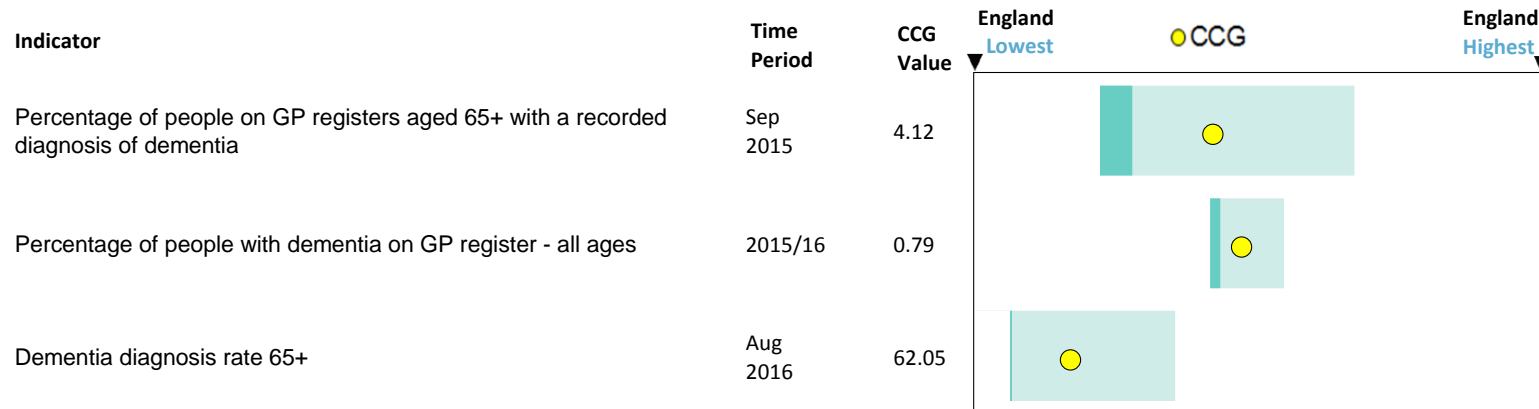 Indicator
Time
Period
CCG
Value
England
Lowest
CCG
England
Highest
Percentage of people on GP registers aged 65+ with a recorded
diagnosis of dementia
Sep
2015
4.12
Percentage of people with dementia on GP register - all ages
2015/16
0.79
Dementia diagnosis rate 65+
Aug
2016
62.05